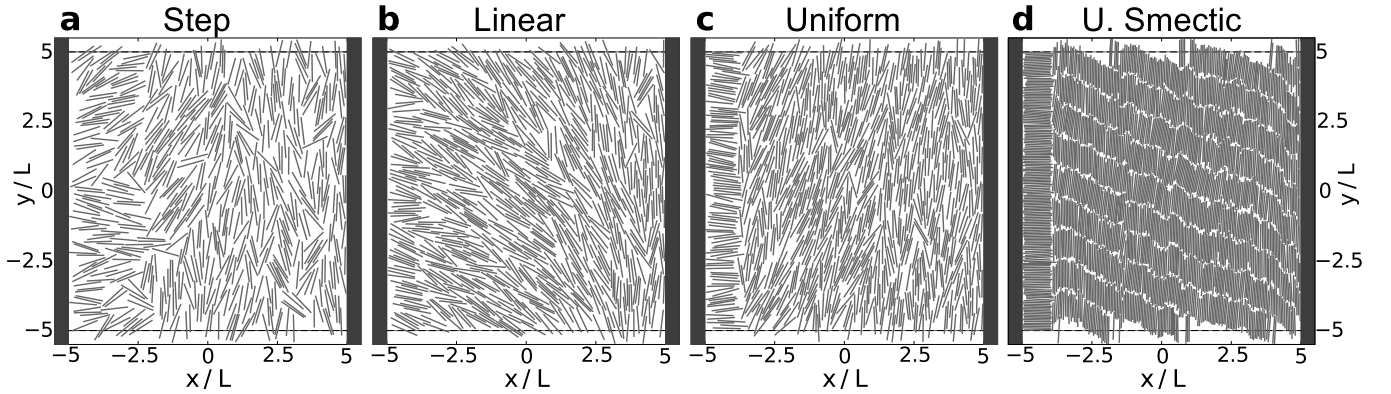 a Step b Linear c Uniform d U. Smectic
5 5
2.5 2.5
0 0
−2.5 −2.5
−5 −5
y / L y / L
−5 −2.5 0 2.5 5 −5 −2.5 0 2.5 5 −5 −2.5 0 2.5 5 −5 −2.5 0 2.5 5
x / L x / L x / L x / L